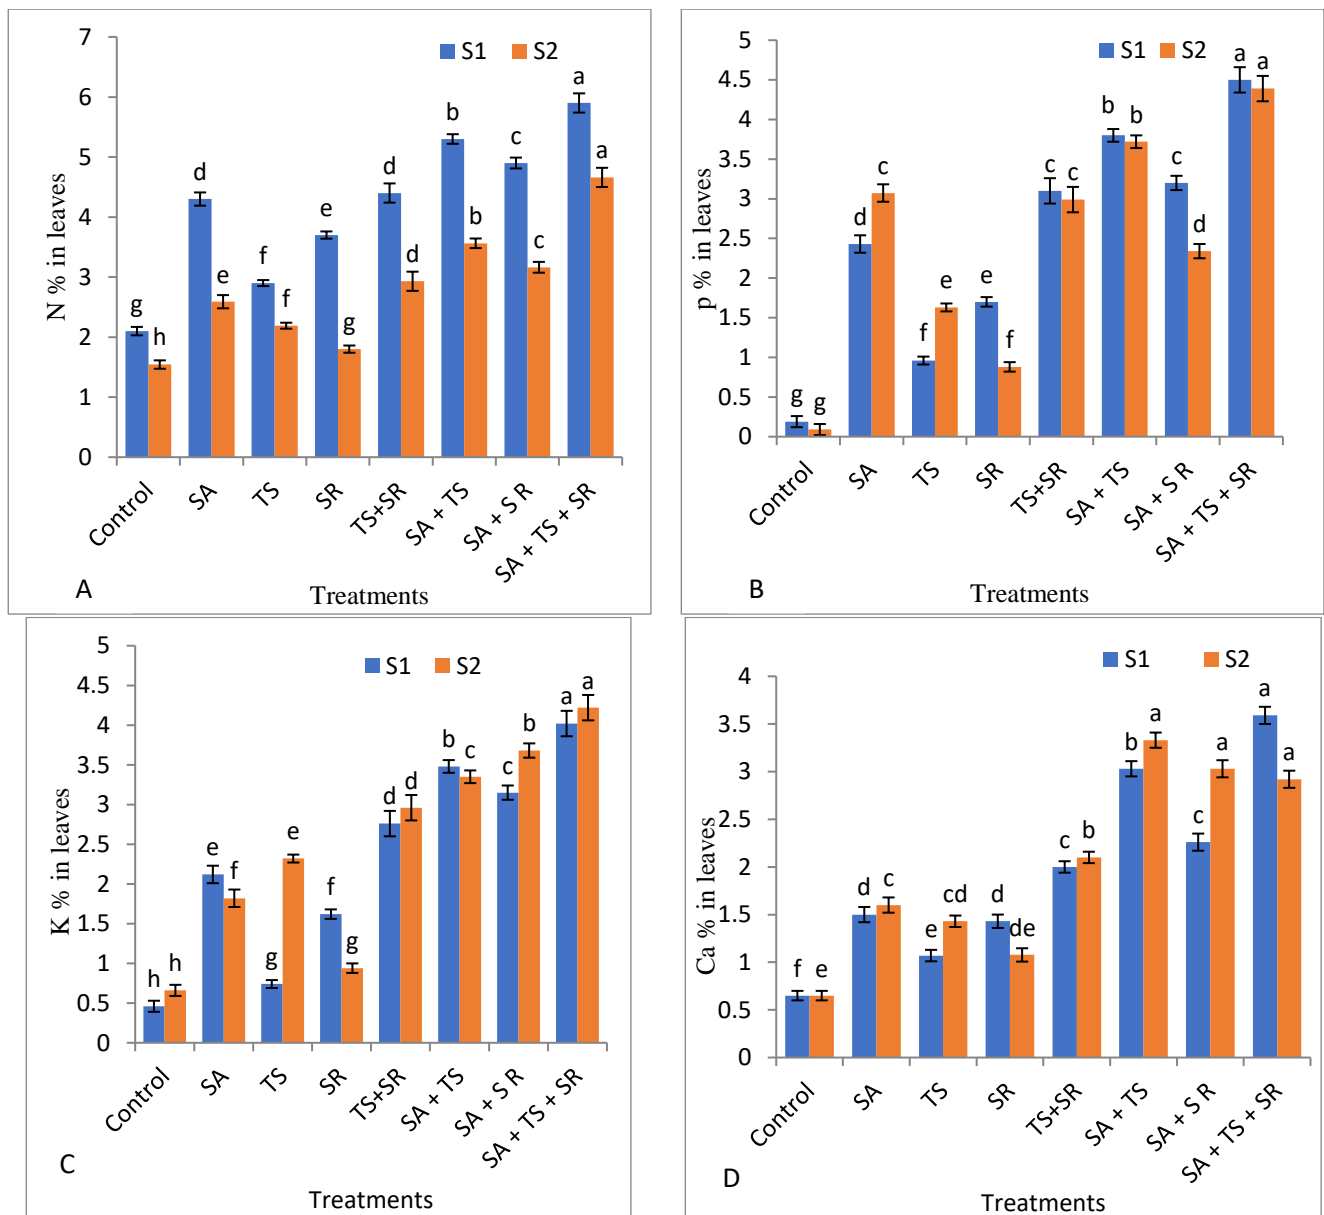 S1 S2
7
6
5
4
3
2
1
0
N % in leaves
g h d e f f e g d d b b c c a a
Control SA TS SR TS+SR SA + TS SA + S R SA + TS + SR
A
Treatments
S1 S2
5
4.5
4
3.5
3
2.5
2
1.5
1
0.5
0
p % in leaves
g g d c f e e f c c b b c d a a
Control SA TS SR TS+SR SA + TS SA + S R SA + TS + SR
B
Treatments
S1 S2
5
4.5
4
3.5
3
2.5
2
1.5
1
0.5
0
K % in leaves
h h e f g e f g d d b c c b a a
Control SA TS SR TS+SR SA + TS SA + S R SA + TS + SR
C
Treatments
S1 S2
4
3.5
3
2.5
2
1.5
1
0.5
0
Ca % in leaves
f e d c e cd d de c b b a c a a a
Control SA TS SR TS+SR SA + TS SA + S R SA + TS + SR
D
Treatments